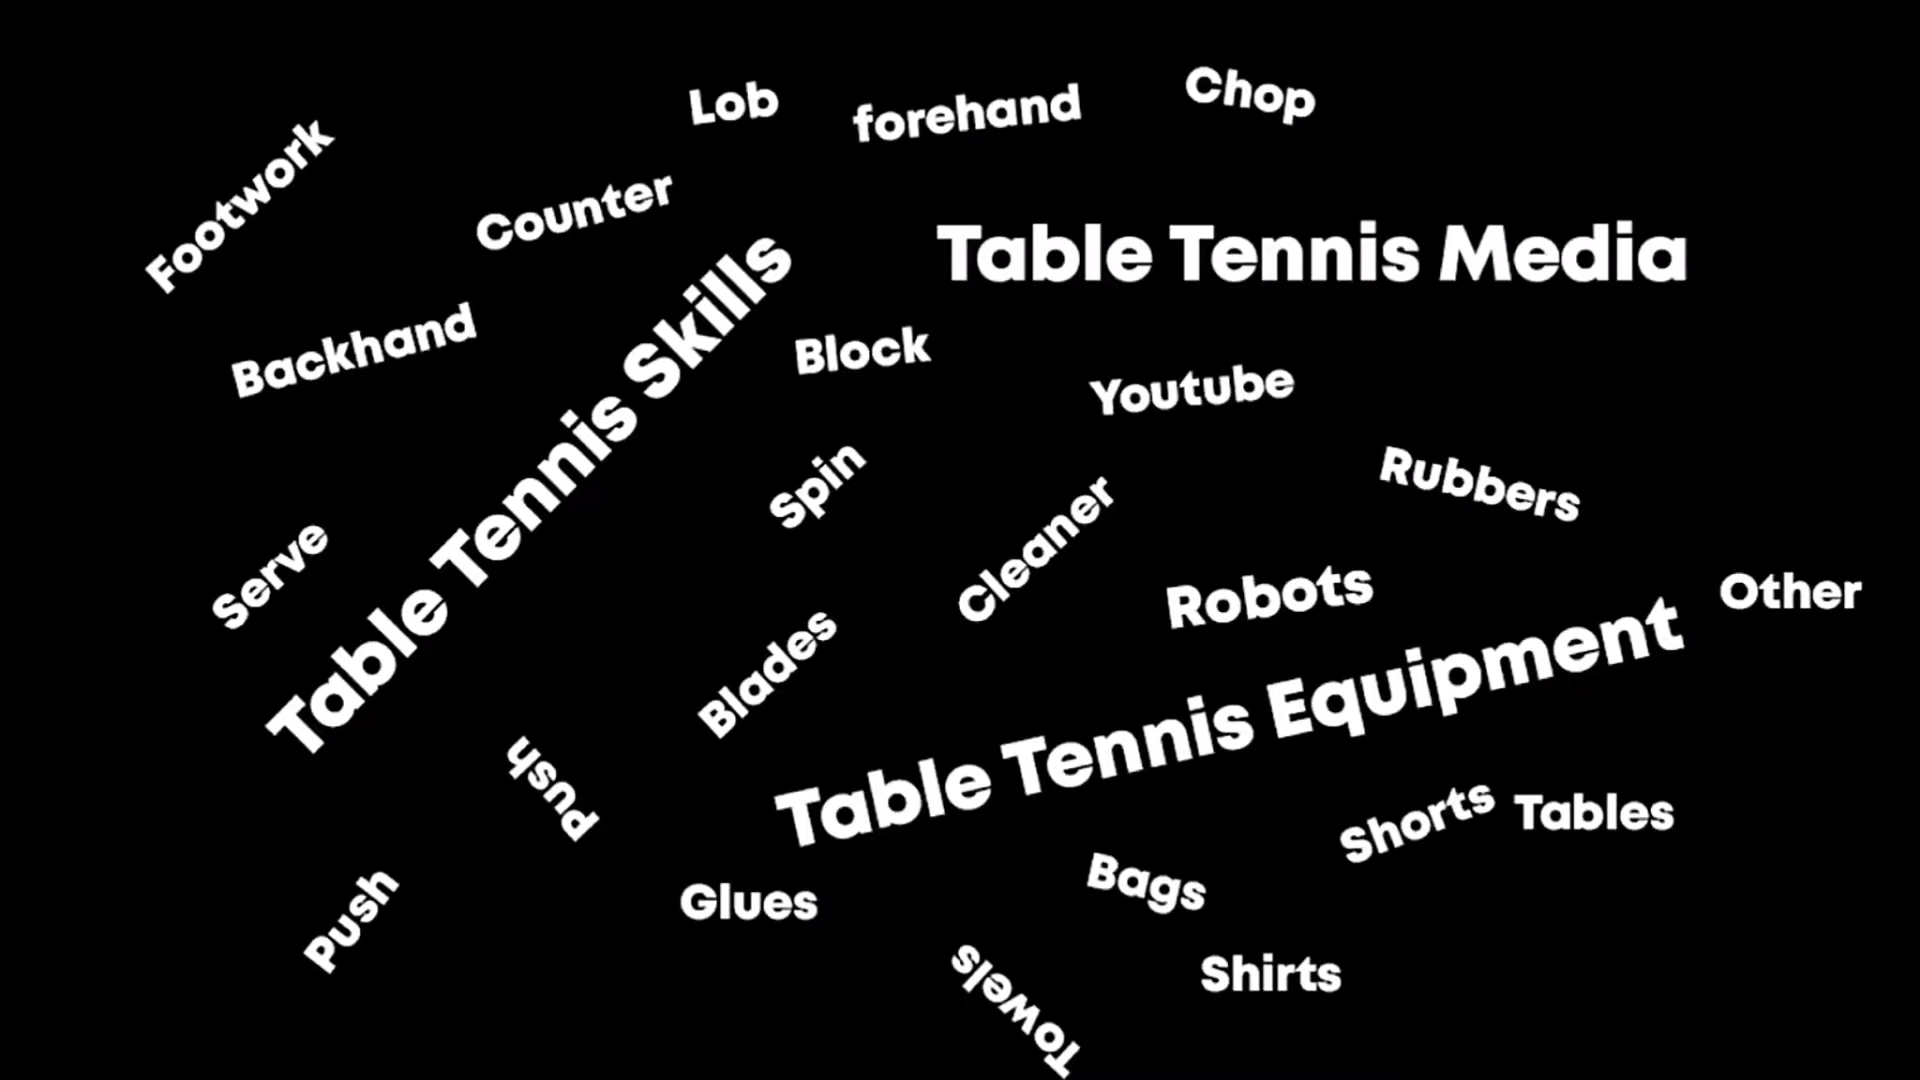 Lob
forehand
Chop
Footwork
Counter
Table Tennis Media
Table Tennis Skills
Backhand
Block
Youtube
Spin
Rubbers
Cleaner
Serve
Robots
Other
Blades
Table Tennis Equipment
Push
Shorts
Tables
Bags
Glues
Push
Shirts
Towels